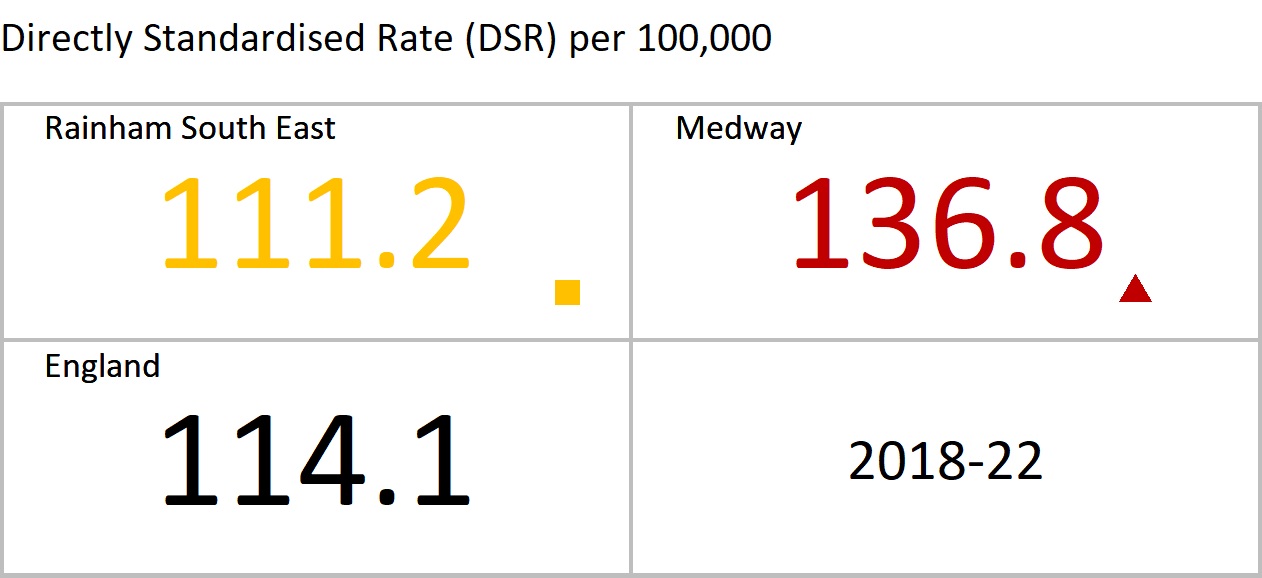 Directly Standardised Rate (DSR) per 100,000
Rainham South East
111.2
Medway
136.8
England
114.1
2018-22